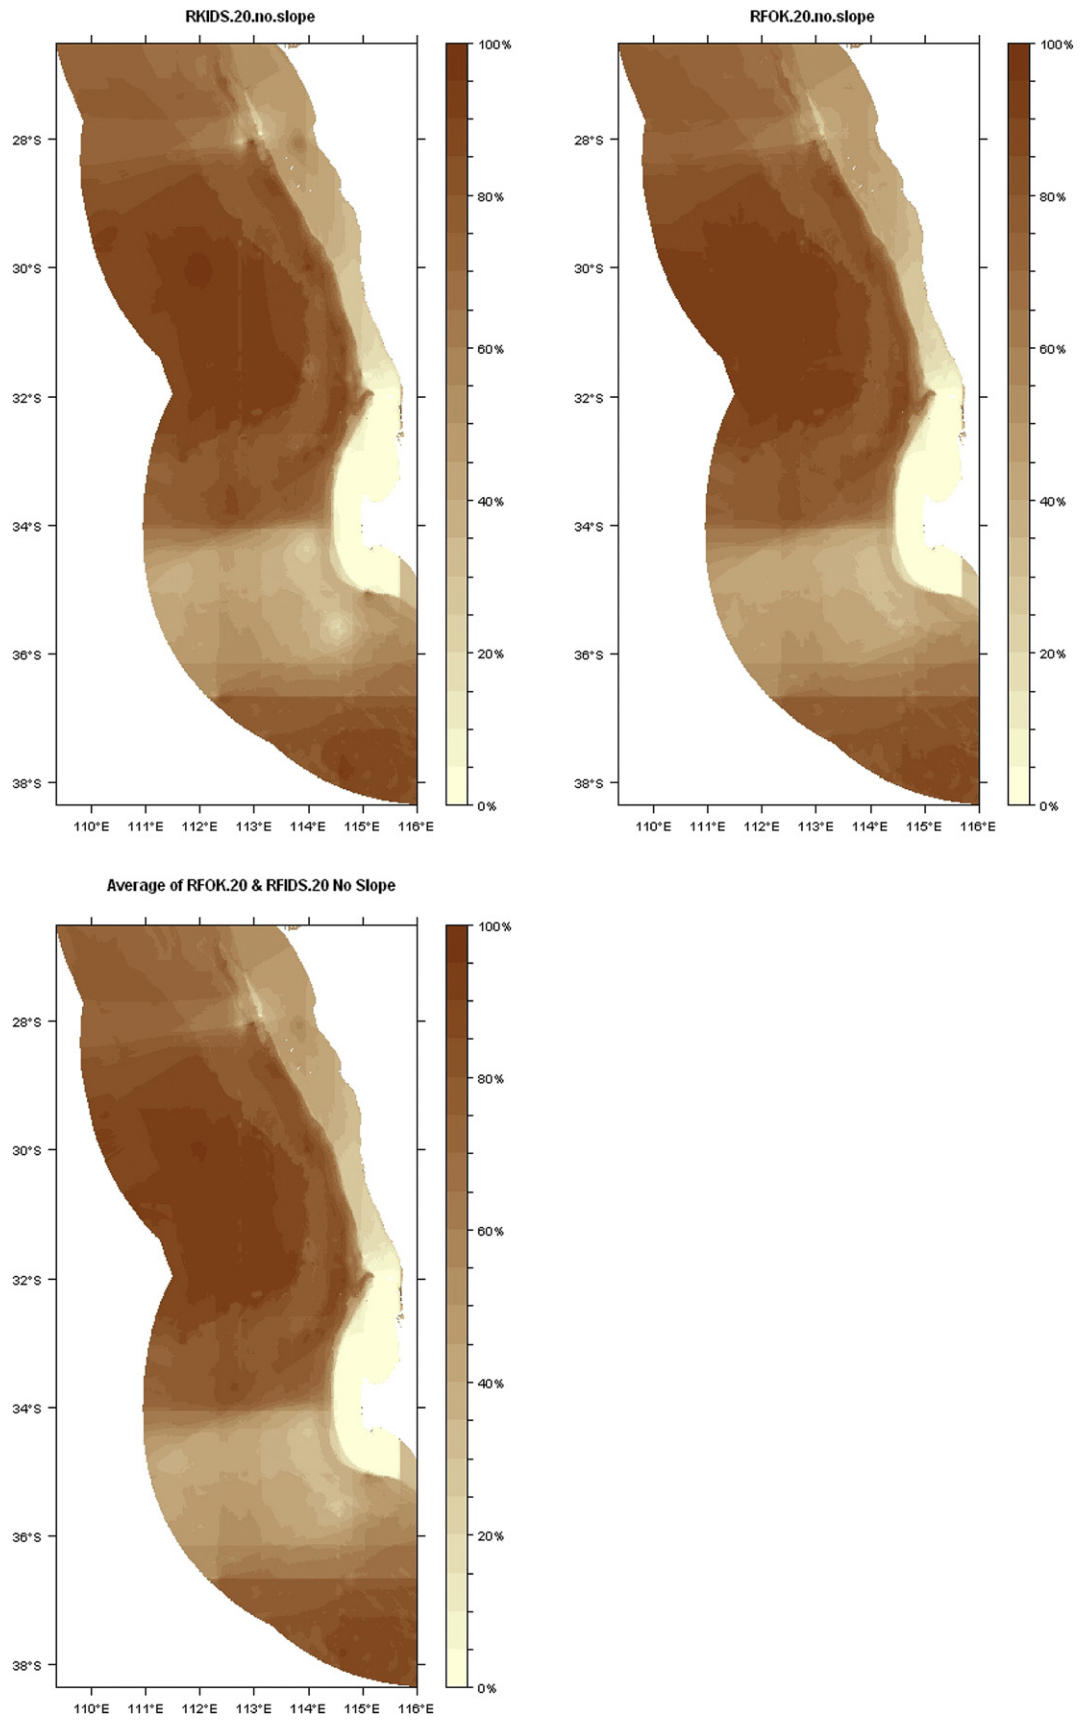 RKIDS.20.no.slope
RFOK.20.no.slope
100%
80%
60%
40%
20%
0%
28°S
30°S
32°S
34°S
36°S
38°S
110°E 111°E 112°E 113°E 114°E 115°E 116°E
100%
80%
60%
40%
20%
0%
28°S
30°S
32°S
34°S
36°S
38°S
110°E 111°E 112°E 113°E 114°E 115°E 116°E
Average of RFOK.20 & RFIDS.20 No Slope
100%
80%
60%
40%
20%
0%
28°S
30°S
32°S
34°S
36°S
38°S
110°E 111°E 112°E 113°E 114°E 115°E 116°E